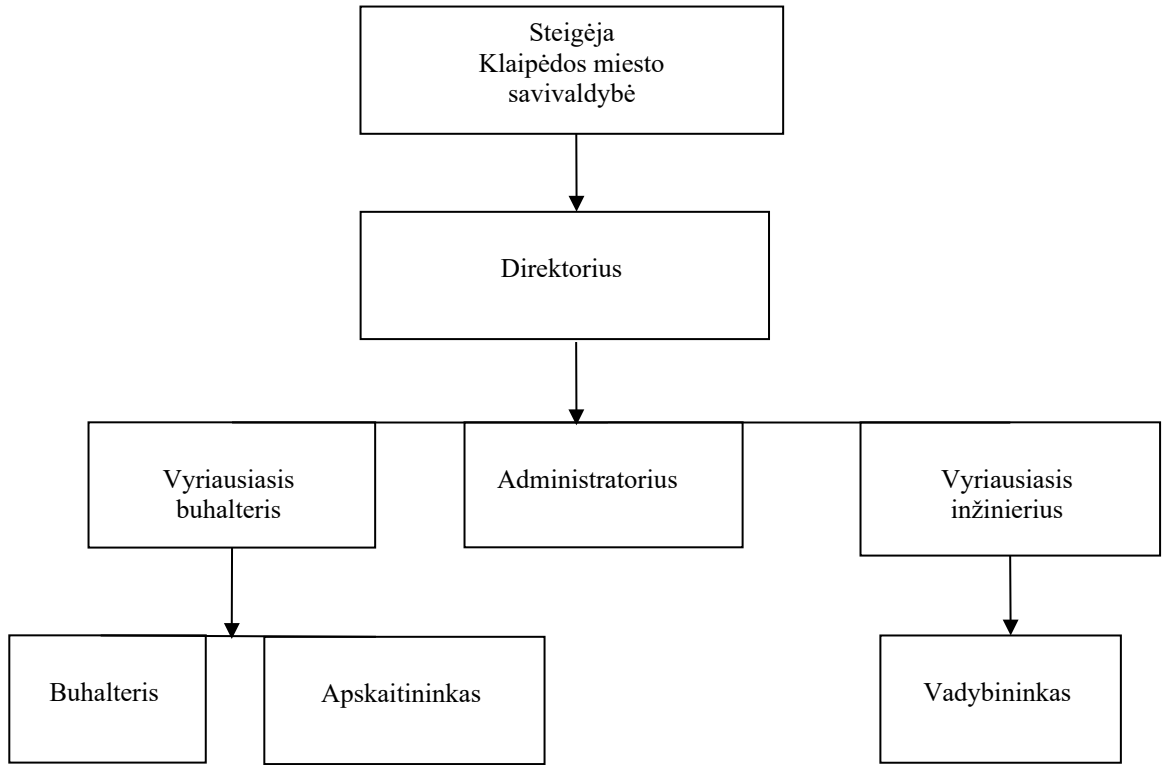 Steigėja
Klaipėdos miesto
savivaldybė
Direktorius
Vyriausiasis
buhalteris
Administratorius
Vyriausiasis
inžinierius
Buhalteris
Apskaitininkas
Vadybininkas